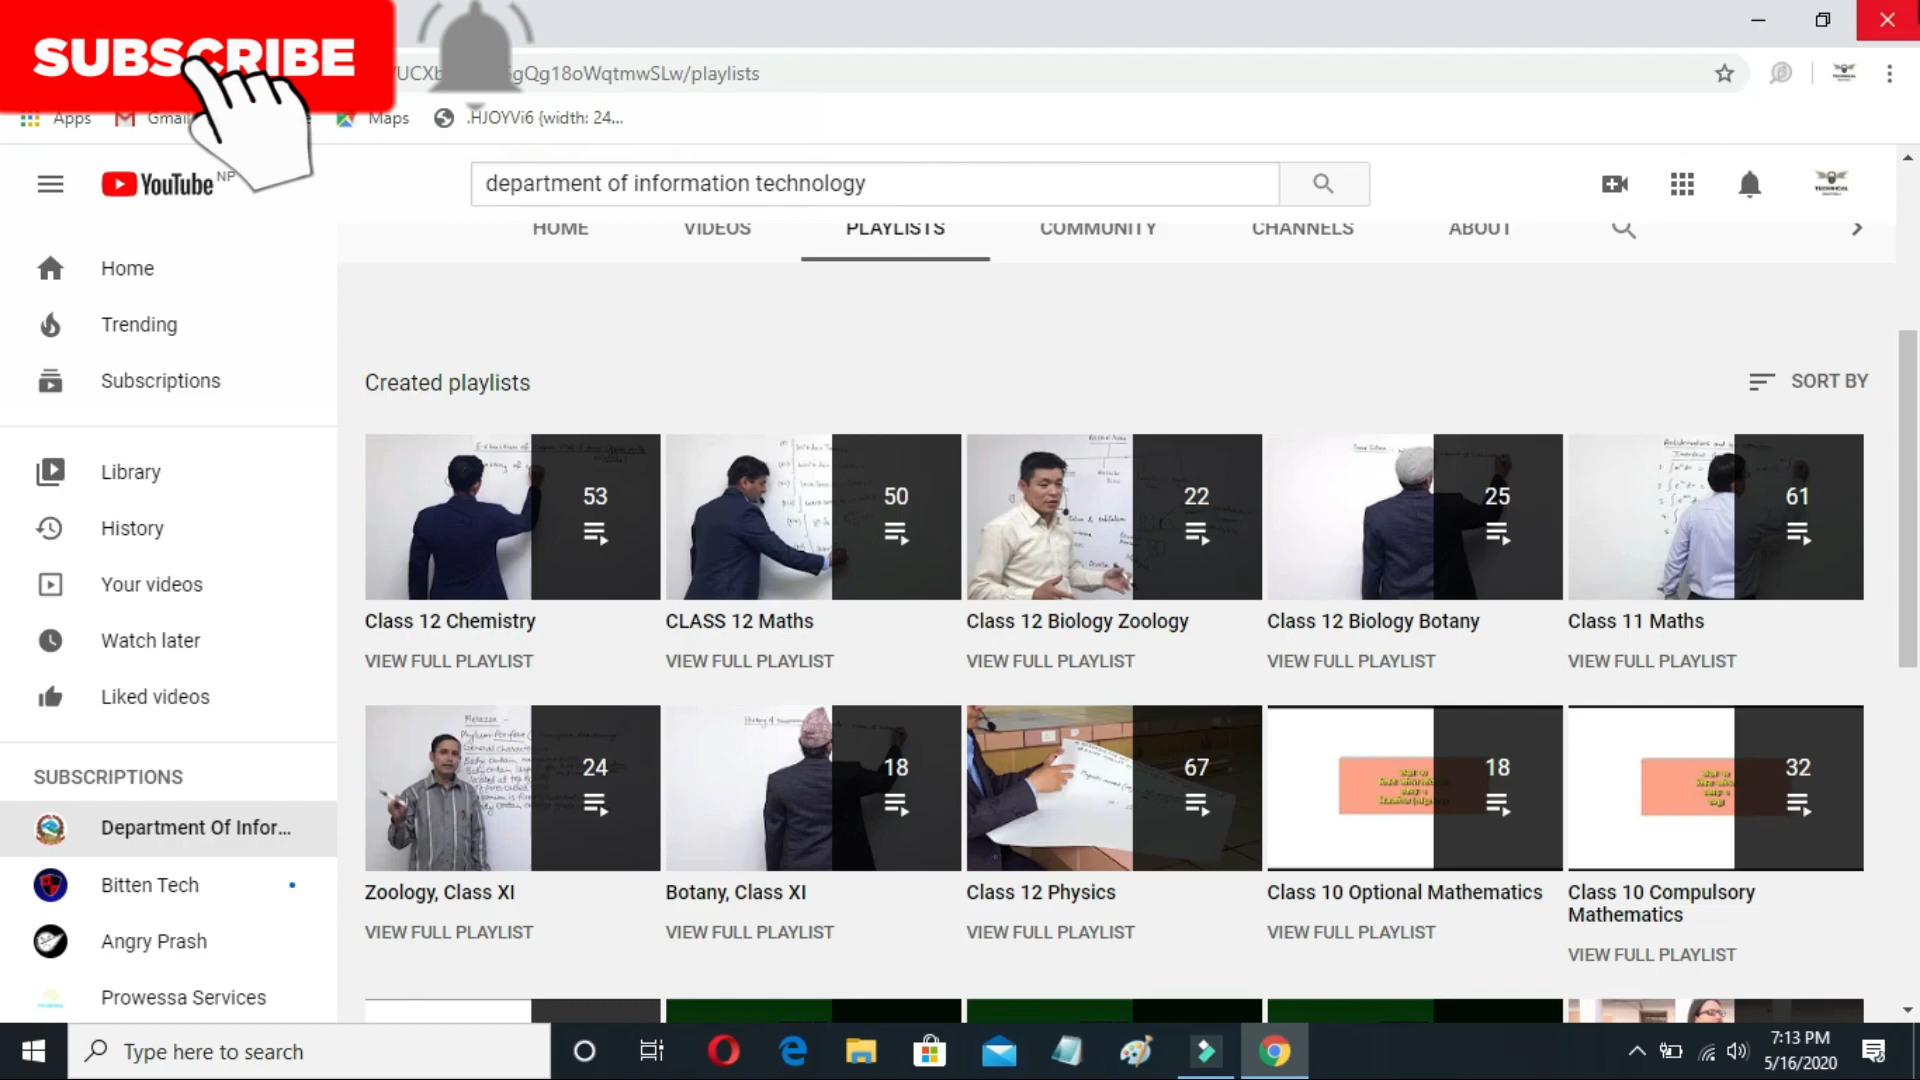 SUBSCRIBE
gQg18oWqtmwSLw/playlists
Apps
Maps
.HJOYVi6 {width: 24...
YouTube NP
department of information technology
HOME VIDEOS PLAYLISTS COMMUNITY CHANNELS ABOUT
Home
Trending
Subscriptions
Library
History
Your videos
Watch later
Liked videos
SUBSCRIPTIONS
Department Of Infor...
Bitten Tech
Angry Prash
Prowessa Services
Created playlists
SORT BY
53
50
22
25
61
Class 12 Chemistry
CLASS 12 Maths
Class 12 Biology Zoology
Class 12 Biology Botany
Class 11 Maths
VIEW FULL PLAYLIST
VIEW FULL PLAYLIST
VIEW FULL PLAYLIST
VIEW FULL PLAYLIST
VIEW FULL PLAYLIST
24
18
67
18
32
Zoology, Class XI
Botany, Class XI
Class 12 Physics
Class 10 Optional Mathematics
Class 10 Compulsory
Mathematics
VIEW FULL PLAYLIST
VIEW FULL PLAYLIST
VIEW FULL PLAYLIST
VIEW FULL PLAYLIST
VIEW FULL PLAYLIST
Type here to search
7:13 PM
5/16/2020